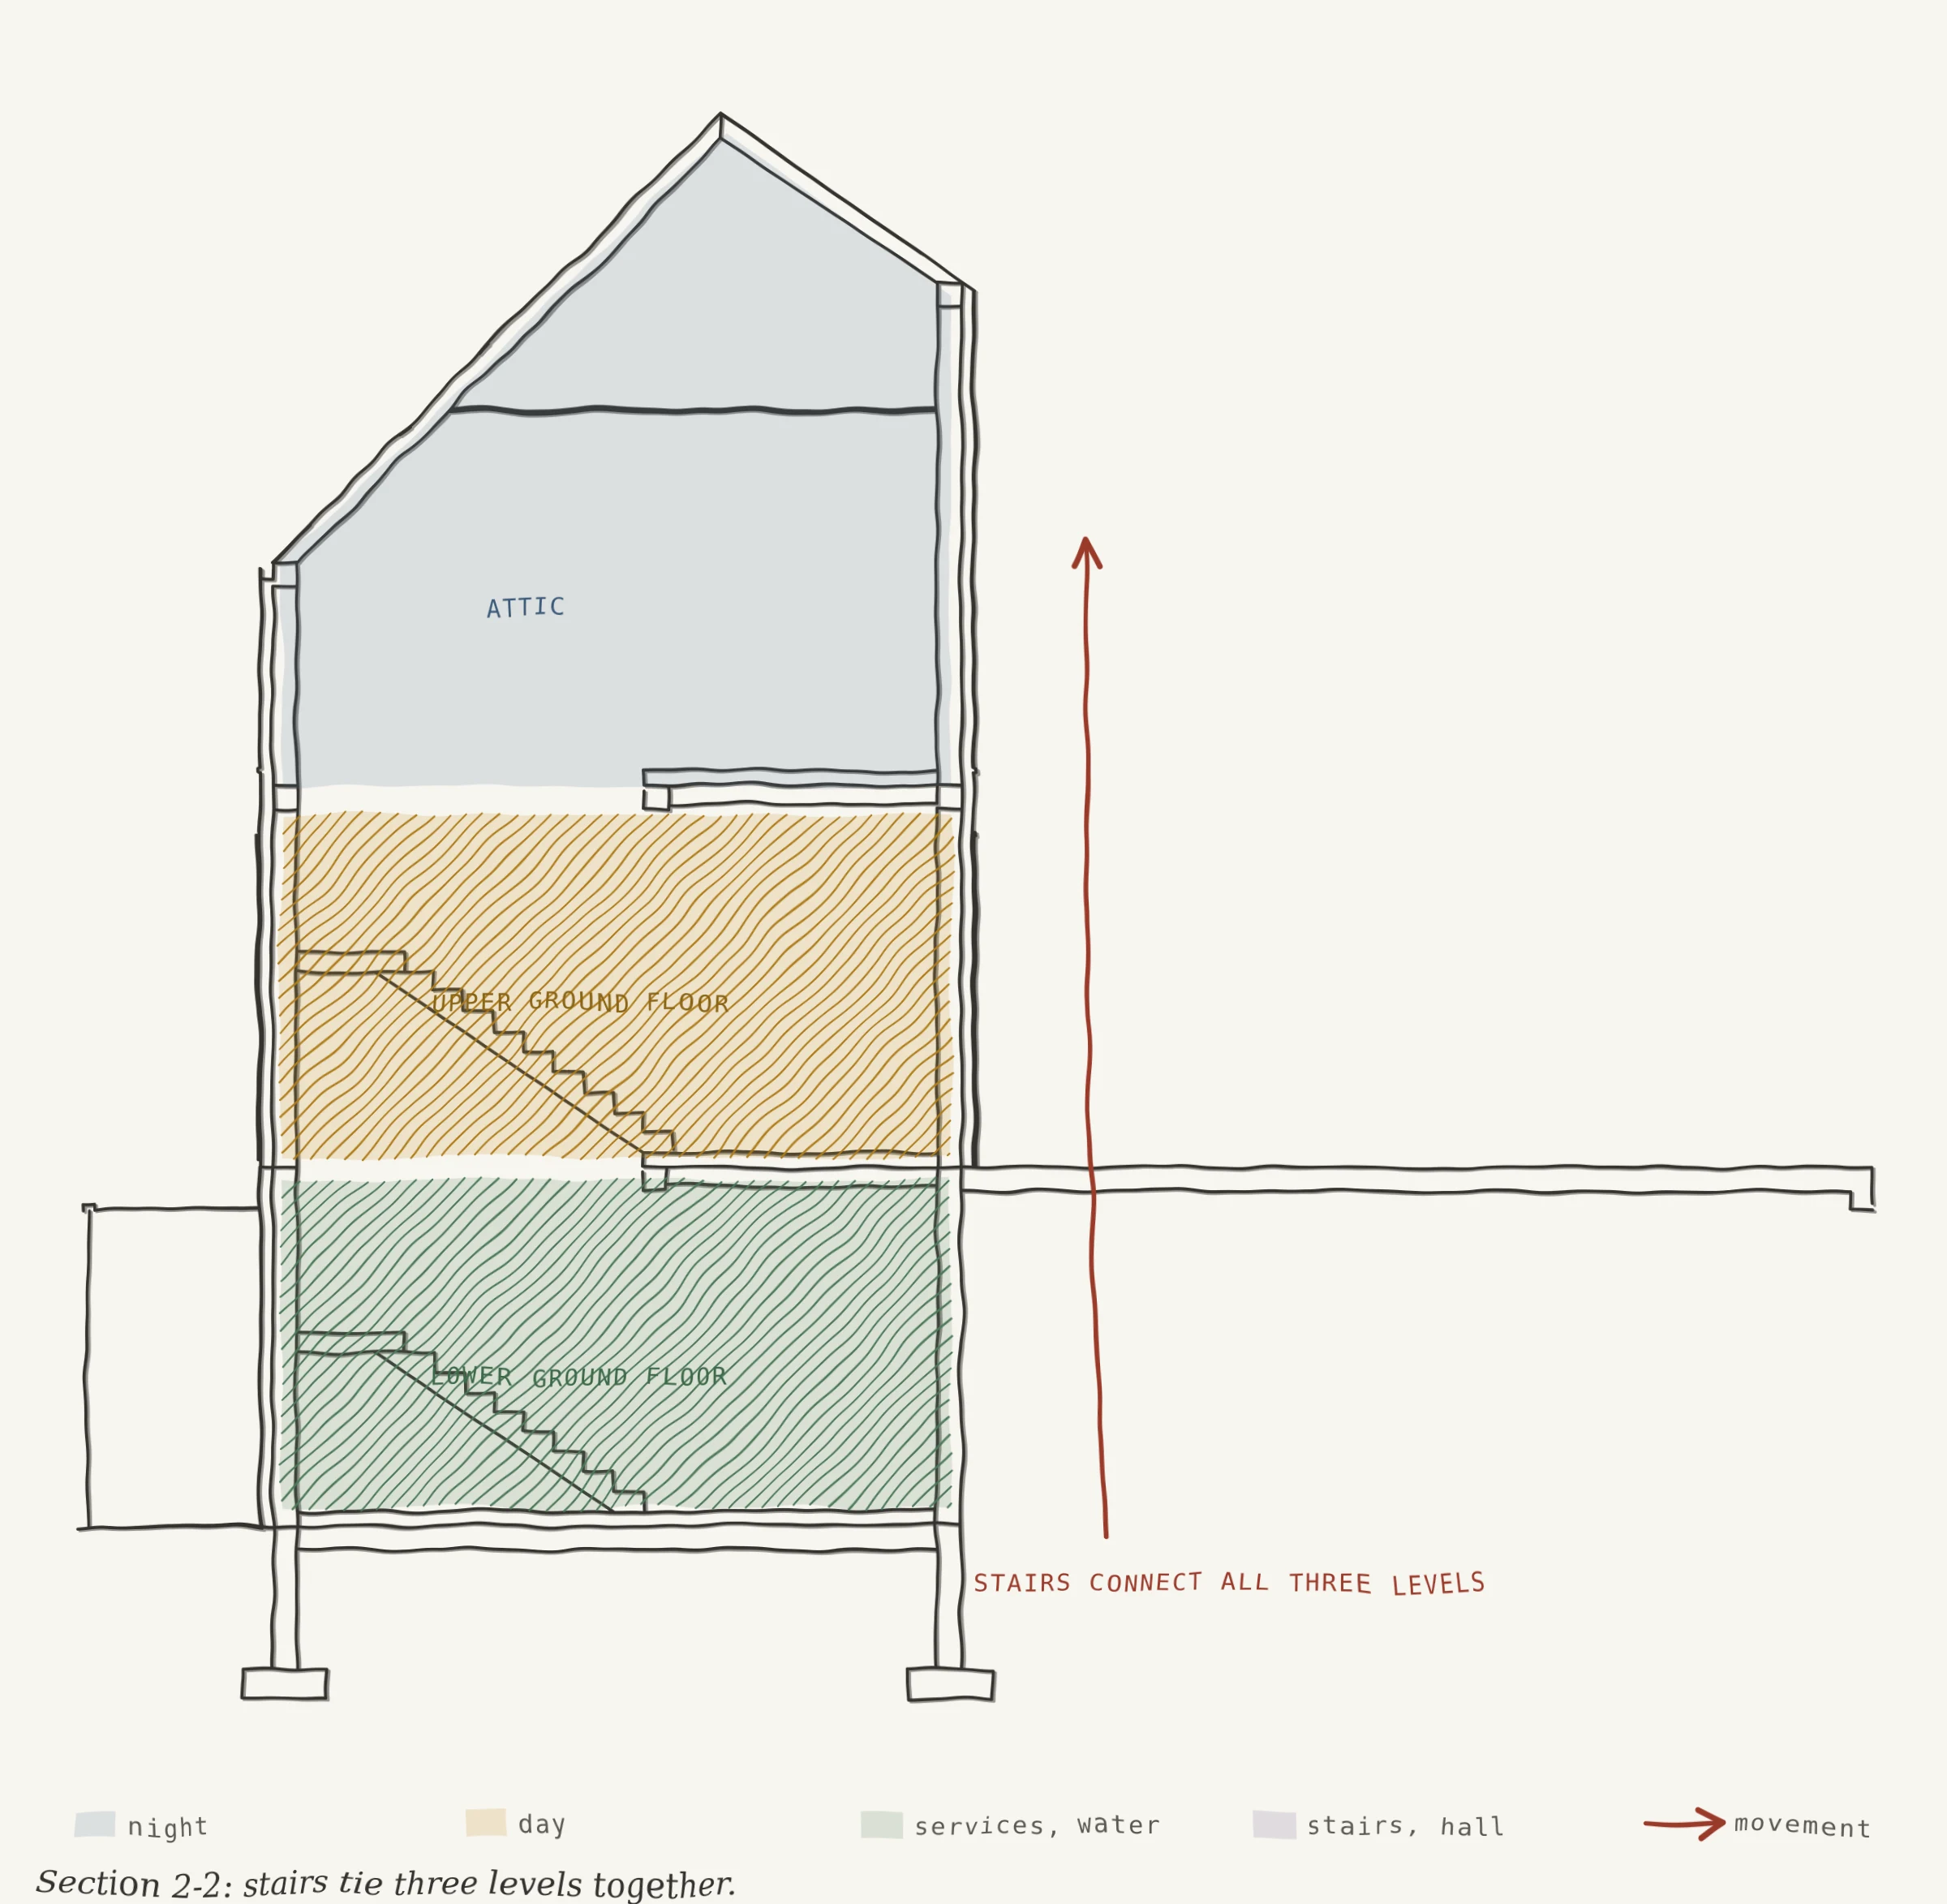 ATTIC
UPPER GROUND FLOOR
LOWER GROUND FLOOR
STAIRS CONNECT ALL THREE LEVELS
night
day
services, water
stairs, hall
movement
Section 2-2: stairs tie three levels together.